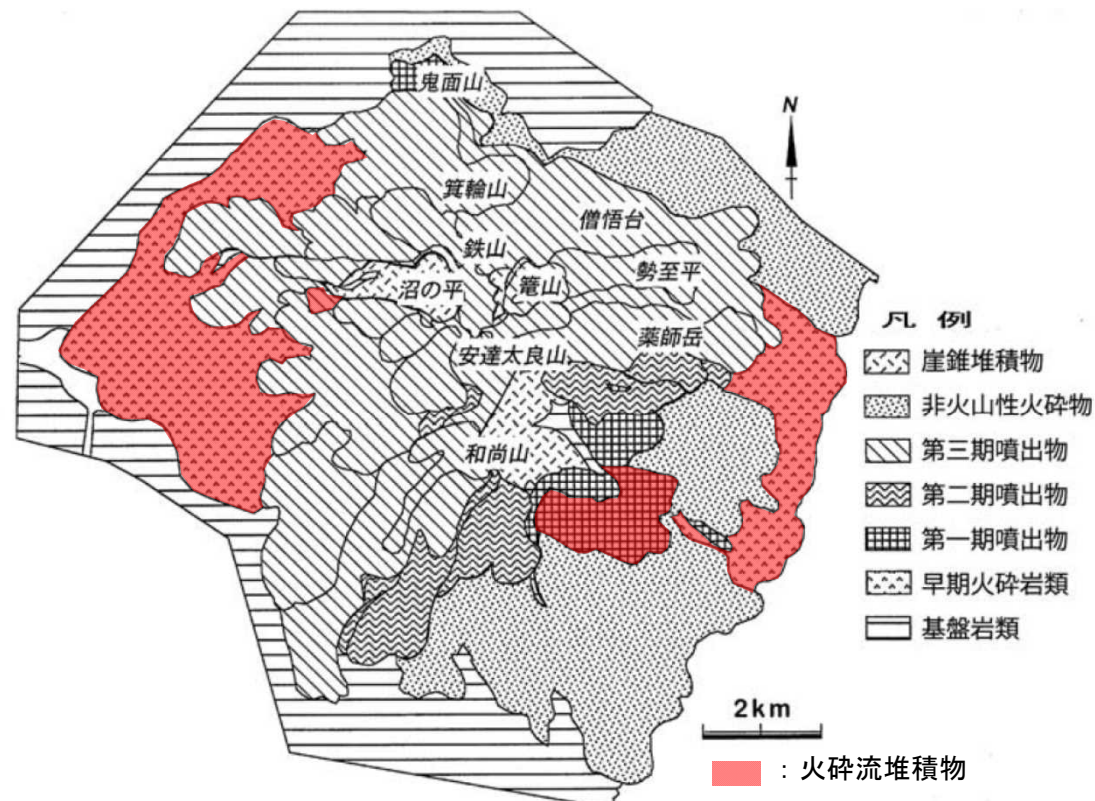 鬼面山
N
箕輪山
僧悟台
鉄山
勢至平
沼の平
篭山
安達太良山
薬師岳
和尚山
凡例
崖錐堆積物
非火山性火砕物
第三期噴出物
第二期噴出物
第一期噴出物
早期火砕岩類
基盤岩類
2km
：火砕流堆積物